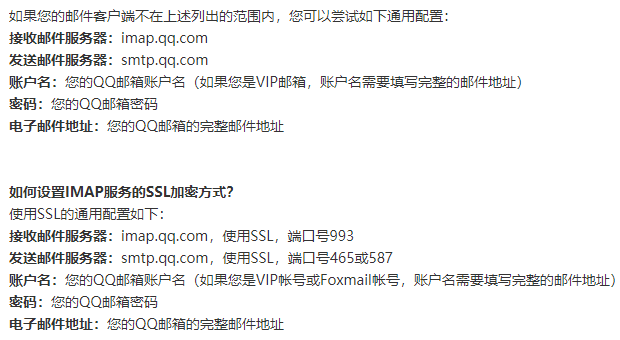 如果您的邮件客户端不在上述列出的范围内，您可以尝试如下通用配置：
接收邮件服务器：imap.qq.com
发送邮件服务器：smtp.qq.com
账户名：您的QQ邮箱账户名（如果您是VIP邮箱，账户名需要填写完整的邮件地址）
密码：您的QQ邮箱密码
电子邮件地址：您的QQ邮箱的完整邮件地址
如何设置IMAP服务的SSL加密方式？
使用SSL的通用配置如下：
接收邮件服务器：imap.qq.com，使用SSL，端口号993
发送邮件服务器：smtp.qq.com，使用SSL，端口号465或587
账户名：您的QQ邮箱账户名（如果您是VIP帐号或Foxmail帐号，账户名需要填写完整的邮件地址）
密码：您的QQ邮箱密码
电子邮件地址：您的QQ邮箱的完整邮件地址